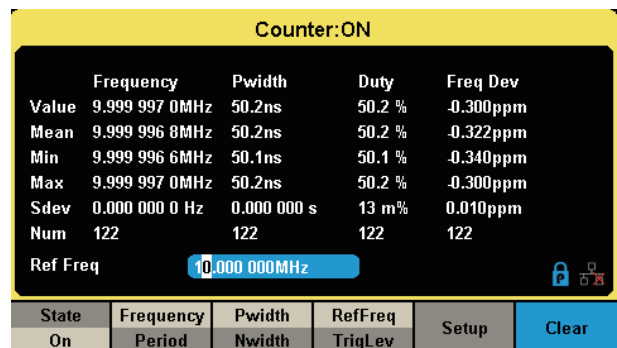 Counter:ON
Frequency Pwidth Duty Freq Dev
Value 9.999 997 0MHz 50.2ns 50.2 % -0.300ppm
Mean 9.999 996 8MHz 50.2ns 50.2 % -0.322ppm
Min 9.999 996 6MHz 50.1ns 50.1 % -0.340ppm
Max 9.999 997 0MHz 50.2ns 50.2 % -0.300ppm
Sdev 0.000 000 0 Hz 0.000 000 s 13 m% 0.010ppm
Num 122 122 122 122
Ref Freq 10.000 000MHz
P
State Frequency Pwidth RefFreq Setup Clear
On Period Nwidth TrigLev